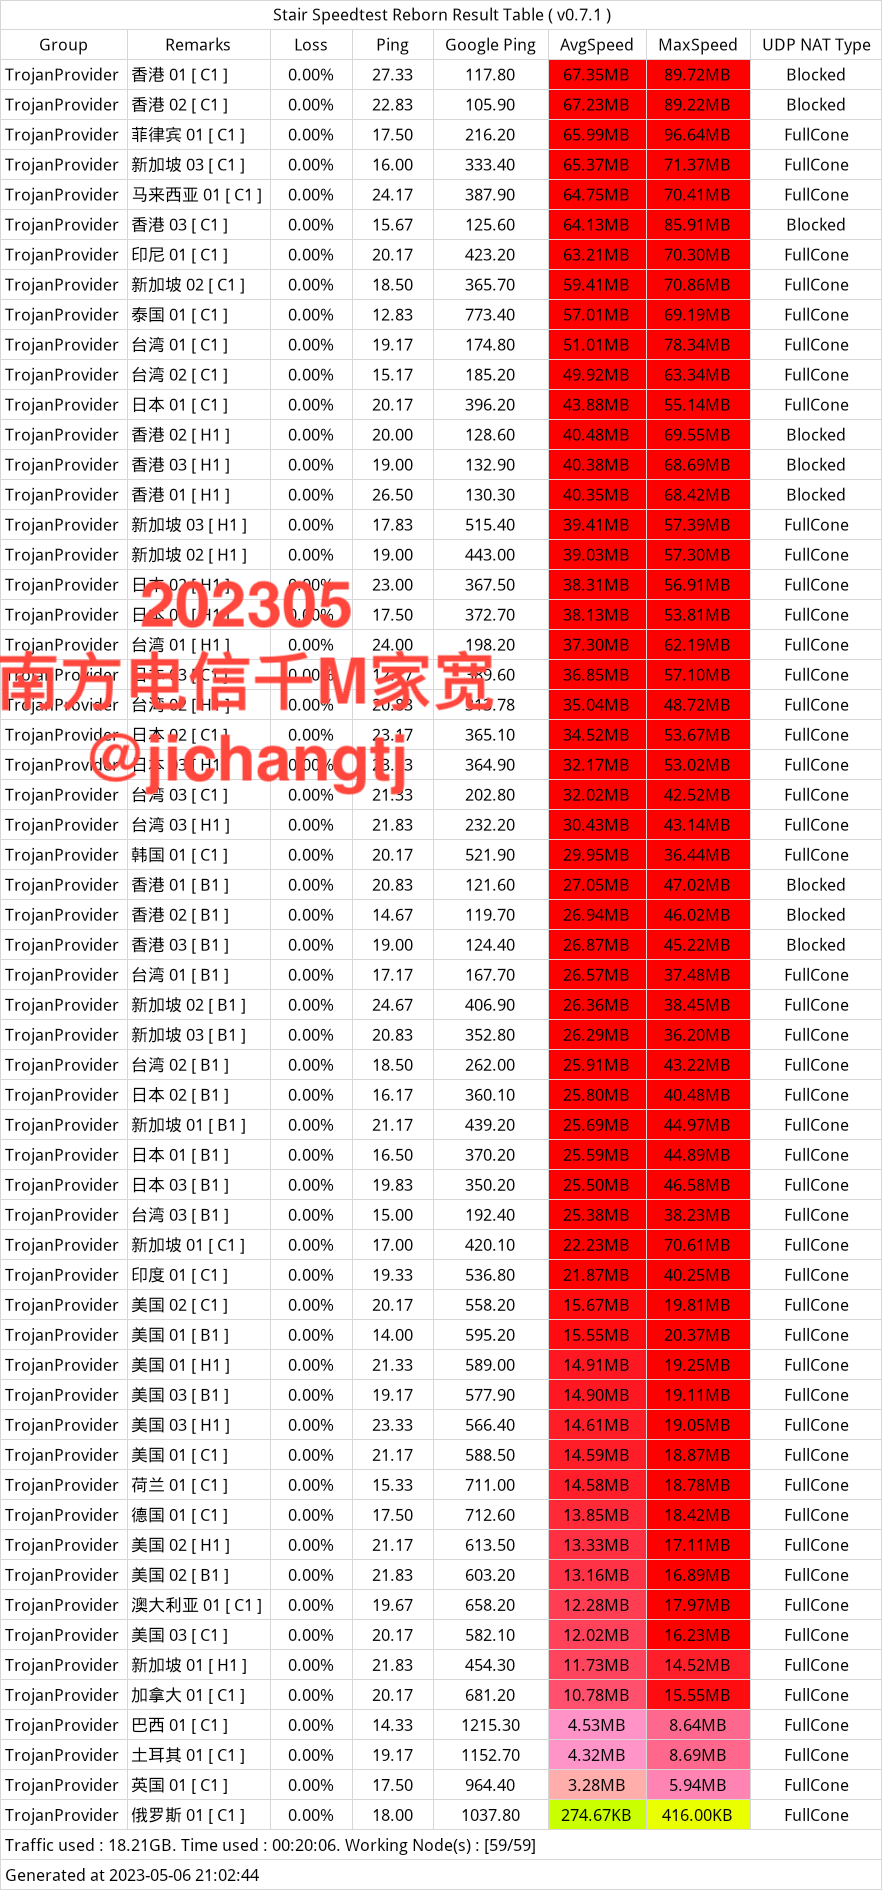 Stair Speedtest Reborn Result Table ( v0.7.1 )
Group Remarks Loss Ping Google Ping AvgSpeed MaxSpeed UDP NAT Type
TrojanProvider 香港 01 [ C1 ] 0.00% 27.33 117.80 67.35MB 89.72MB Blocked
TrojanProvider 香港 02 [ C1 ] 0.00% 22.83 105.90 67.23MB 89.22MB Blocked
TrojanProvider 菲律宾 01 [ C1 ] 0.00% 17.50 216.20 65.99MB 96.64MB FullCone
TrojanProvider 新加坡 03 [ C1 ] 0.00% 16.00 333.40 65.37MB 71.37MB FullCone
TrojanProvider 马来西亚 01 [ C1 ] 0.00% 24.17 387.90 64.75MB 70.41MB FullCone
TrojanProvider 香港 03 [ C1 ] 0.00% 15.67 125.60 64.13MB 85.91MB Blocked
TrojanProvider 印尼 01 [ C1 ] 0.00% 20.17 423.20 63.21MB 70.30MB FullCone
TrojanProvider 新加坡 02 [ C1 ] 0.00% 18.50 365.70 59.41MB 70.86MB FullCone
TrojanProvider 泰国 01 [ C1 ] 0.00% 12.83 773.40 57.01MB 69.19MB FullCone
TrojanProvider 台湾 01 [ C1 ] 0.00% 19.17 174.80 51.01MB 78.34MB FullCone
TrojanProvider 台湾 02 [ C1 ] 0.00% 15.17 185.20 49.92MB 63.34MB FullCone
TrojanProvider 日本 01 [ C1 ] 0.00% 20.17 396.20 43.88MB 55.14MB FullCone
TrojanProvider 香港 02 [ H1 ] 0.00% 20.00 128.60 40.48MB 69.55MB Blocked
TrojanProvider 香港 03 [ H1 ] 0.00% 19.00 132.90 40.38MB 68.69MB Blocked
TrojanProvider 香港 01 [ H1 ] 0.00% 26.50 130.30 40.35MB 68.42MB Blocked
TrojanProvider 新加坡 03 [ H1 ] 0.00% 17.83 515.40 39.41MB 57.39MB FullCone
TrojanProvider 新加坡 02 [ H1 ] 0.00% 19.00 443.00 39.03MB 57.30MB FullCone
TrojanProvider 日本 02 [ H1 ] 0.00% 23.00 367.50 38.31MB 56.91MB FullCone
202305
TrojanProvider 日本 [ H1 ] 0.00% 17.50 372.70 38.13MB 53.81MB FullCone
TrojanProvider 台湾 01 [ H1 ] 0.00% 24.00 198.20 37.30MB 62.19MB FullCone
TrojanProvider 日本 03 [ C1 ] 0.00% 36.85MB 57.10MB FullCone
南方电信千M家宽
TrojanProvider 台湾 02 [ H1 ] 0.00% 20.83 35.04MB 48.72MB FullCone
TrojanProvider 日本 02 [ C1 ] 0.00% 23.17 365.10 34.52MB 53.67MB FullCone
@jichangtj
TrojanProvider 日本 03 [ H1 ] 0.00% 364.90 32.17MB 53.02MB FullCone
TrojanProvider 台湾 03 [ C1 ] 0.00% 21.33 202.80 32.02MB 42.52MB FullCone
TrojanProvider 台湾 03 [ H1 ] 0.00% 21.83 232.20 30.43MB 43.14MB FullCone
TrojanProvider 韩国 01 [ C1 ] 0.00% 20.17 521.90 29.95MB 36.44MB FullCone
TrojanProvider 香港 01 [ B1 ] 0.00% 20.83 121.60 27.05MB 47.02MB Blocked
TrojanProvider 香港 02 [ B1 ] 0.00% 14.67 119.70 26.94MB 46.02MB Blocked
TrojanProvider 香港 03 [ B1 ] 0.00% 19.00 124.40 26.87MB 45.22MB Blocked
TrojanProvider 台湾 01 [ B1 ] 0.00% 17.17 167.70 26.57MB 37.48MB FullCone
TrojanProvider 新加坡 02 [ B1 ] 0.00% 24.67 406.90 26.36MB 38.45MB FullCone
TrojanProvider 新加坡 03 [ B1 ] 0.00% 20.83 352.80 26.29MB 36.20MB FullCone
TrojanProvider 台湾 02 [ B1 ] 0.00% 18.50 262.00 25.91MB 43.22MB FullCone
TrojanProvider 日本 02 [ B1 ] 0.00% 16.17 360.10 25.80MB 40.48MB FullCone
TrojanProvider 新加坡 01 [ B1 ] 0.00% 21.17 439.20 25.69MB 44.97MB FullCone
TrojanProvider 日本 01 [ B1 ] 0.00% 16.50 370.20 25.59MB 44.89MB FullCone
TrojanProvider 日本 03 [ B1 ] 0.00% 19.83 350.20 25.50MB 46.58MB FullCone
TrojanProvider 台湾 03 [ B1 ] 0.00% 15.00 192.40 25.38MB 38.23MB FullCone
TrojanProvider 新加坡 01 [ C1 ] 0.00% 17.00 420.10 22.23MB 70.61MB FullCone
TrojanProvider 印度 01 [ C1 ] 0.00% 19.33 536.80 21.87MB 40.25MB FullCone
TrojanProvider 美国 02 [ C1 ] 0.00% 20.17 558.20 15.67MB 19.81MB FullCone
TrojanProvider 美国 01 [ B1 ] 0.00% 14.00 595.20 15.55MB 20.37MB FullCone
TrojanProvider 美国 01 [ H1 ] 0.00% 21.33 589.00 14.91MB 19.25MB FullCone
TrojanProvider 美国 03 [ B1 ] 0.00% 19.17 577.90 14.90MB 19.11MB FullCone
TrojanProvider 美国 03 [ H1 ] 0.00% 23.33 566.40 14.61MB 19.05MB FullCone
TrojanProvider 美国 01 [ C1 ] 0.00% 21.17 588.50 14.59MB 18.87MB FullCone
TrojanProvider 荷兰 01 [ C1 ] 0.00% 15.33 711.00 14.58MB 18.78MB FullCone
TrojanProvider 德国 01 [ C1 ] 0.00% 17.50 712.60 13.85MB 18.42MB FullCone
TrojanProvider 美国 02 [ H1 ] 0.00% 21.17 613.50 13.33MB 17.11MB FullCone
TrojanProvider 美国 02 [ B1 ] 0.00% 21.83 603.20 13.16MB 16.89MB FullCone
TrojanProvider 澳大利亚 01 [ C1 ] 0.00% 19.67 658.20 12.28MB 17.97MB FullCone
TrojanProvider 美国 03 [ C1 ] 0.00% 20.17 582.10 12.02MB 16.23MB FullCone
TrojanProvider 新加坡 01 [ H1 ] 0.00% 21.83 454.30 11.73MB 14.52MB FullCone
TrojanProvider 加拿大 01 [ C1 ] 0.00% 20.17 681.20 10.78MB 15.55MB FullCone
TrojanProvider 巴西 01 [ C1 ] 0.00% 14.33 1215.30 4.53MB 8.64MB FullCone
TrojanProvider 土耳其 01 [ C1 ] 0.00% 19.17 1152.70 4.32MB 8.69MB FullCone
TrojanProvider 英国 01 [ C1 ] 0.00% 17.50 964.40 3.28MB 5.94MB FullCone
TrojanProvider 俄罗斯 01 [ C1 ] 0.00% 18.00 1037.80 274.67KB 416.00KB FullCone
Traffic used : 18.21GB. Time used : 00:20:06. Working Node(s) : [59/59]
Generated at 2023-05-06 21:02:44